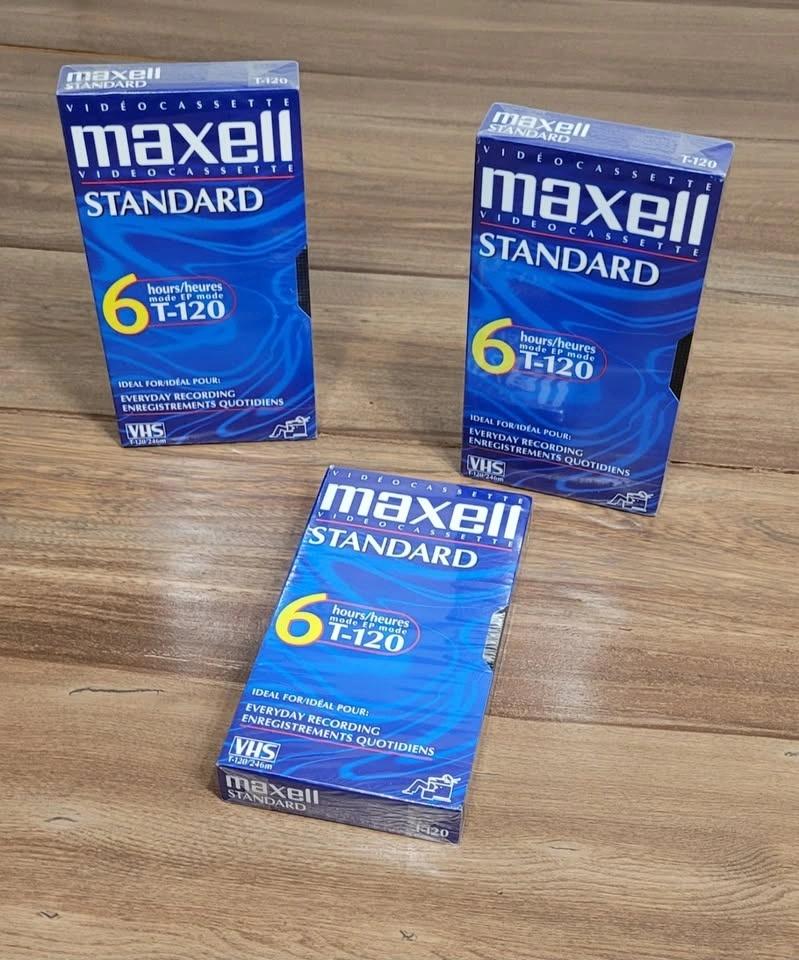 maxell
STANDARD
T-120
VIDÉOCASSETTE
maxell
VIDEOCASSETTE
STANDARD
6 hours/heures
mode EP mode
T-120
IDEAL FOR/IDÉAL POUR:
EVERYDAY RECORDING
ENREGISTREMENTS QUOTIDIENS
VHS
T-120/246m
maxell
STANDARD
T-120
VIDÉOCASSETTE
maxell
VIDEOCASSETTE
STANDARD
6 hours/heures
mode EP mode
T-120
IDEAL FOR/IDÉAL POUR:
EVERYDAY RECORDING
ENREGISTREMENTS QUOTIDIENS
VHS
T-120/246m
VIDÉOCASSETTE
maxell
VIDEOCASSETTE
STANDARD
6 hours/heures
mode EP mode
T-120
IDEAL FOR/IDÉAL POUR:
EVERYDAY RECORDING
ENREGISTREMENTS QUOTIDIENS
VHS
T-120/246m
maxell
STANDARD
T-120